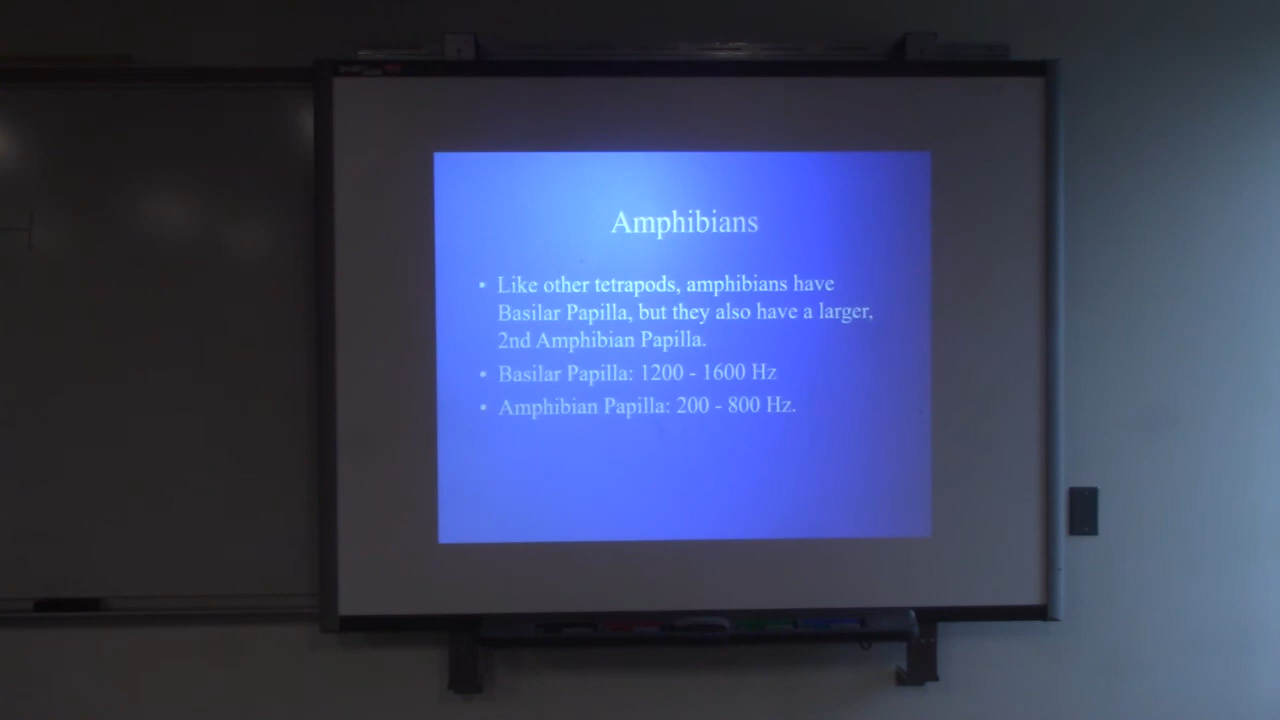 Amphibians
• Like other tetrapods, amphibians have
Basilar Papilla, but they also have a larger,
2nd Amphibian Papilla.
• Basilar Papilla: 1200 - 1600 Hz
• Amphibian Papilla: 200 - 800 Hz.